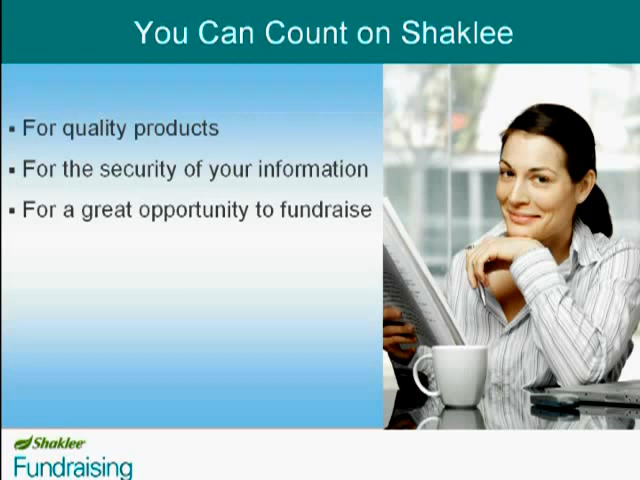 You Can Count on Shaklee
▪ For quality products
▪ For the security of your information
▪ For a great opportunity to fundraise
Shaklee
Fundraising